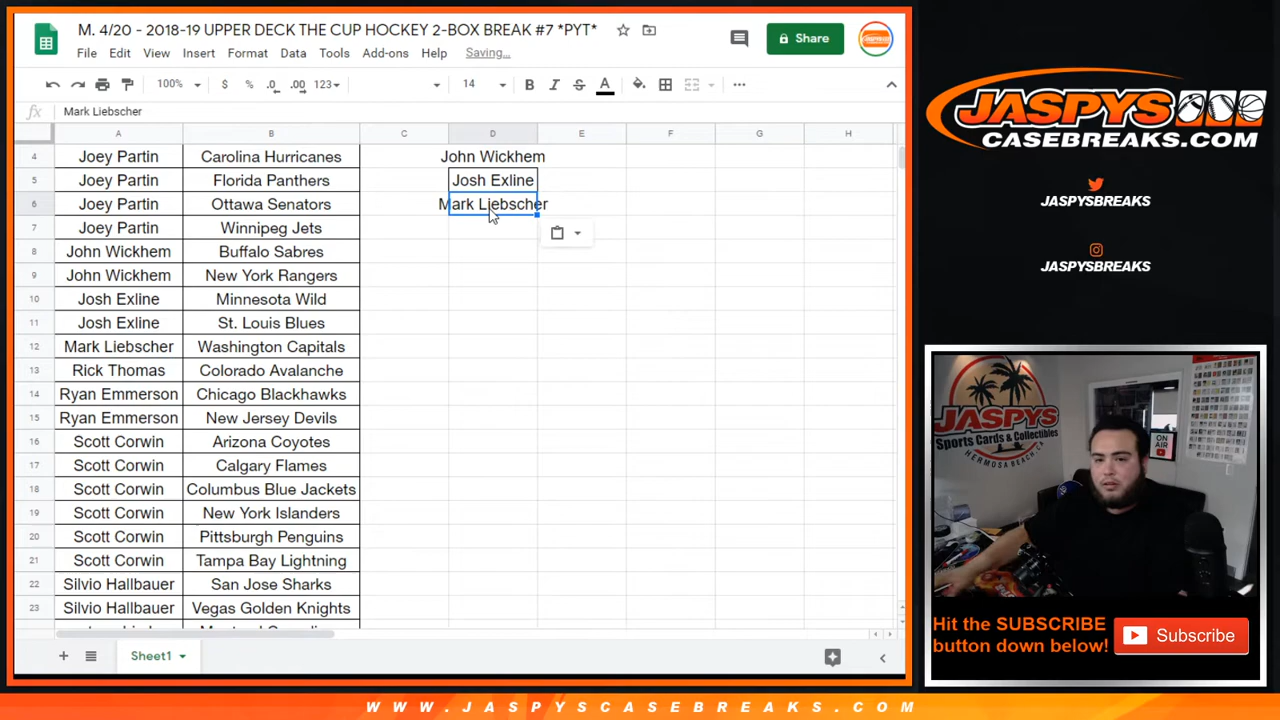 M. 4/20 - 2018-19 UPPER DECK THE CUP HOCKEY 2-BOX BREAK #7 *PYT*
File Edit View Insert Format Data Tools Add-ons Help Saving...
Share
100% $ % .0 .00 123 14 B I S A
fx Mark Liebscher
A B C D E F G H
4 Joey Partin Carolina Hurricanes John Wickhem
5 Joey Partin Florida Panthers Josh Exline
6 Joey Partin Ottawa Senators Mark Liebscher
7 Joey Partin Winnipeg Jets
8 John Wickhem Buffalo Sabres
9 John Wickhem New York Rangers
10 Josh Exline Minnesota Wild
11 Josh Exline St. Louis Blues
12 Mark Liebscher Washington Capitals
13 Rick Thomas Colorado Avalanche
14 Ryan Emmerson Chicago Blackhawks
15 Ryan Emmerson New Jersey Devils
16 Scott Corwin Arizona Coyotes
17 Scott Corwin Calgary Flames
18 Scott Corwin Columbus Blue Jackets
19 Scott Corwin New York Islanders
20 Scott Corwin Pittsburgh Penguins
21 Scott Corwin Tampa Bay Lightning
22 Silvio Hallbauer San Jose Sharks
23 Silvio Hallbauer Vegas Golden Knights
Sheet1
JASPYS
CASEBREAKS.COM
JASPYSBREAKS
JASPYSBREAKS
JASPYS
Sports Cards & Collectibles
HERMOSA BEACH, CA
ON
AIR
Hit the SUBSCRIBE
button down below!
Subscribe
WWW.JASPYSCASEBREAKS.COM